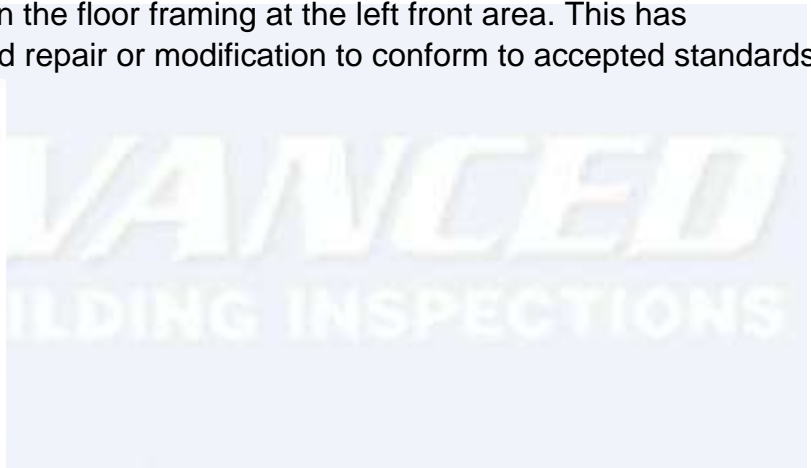 n the floor framing at the left front area. This has
d repair or modification to conform to accepted standards
VANCED
ILDING INSPECTIONS